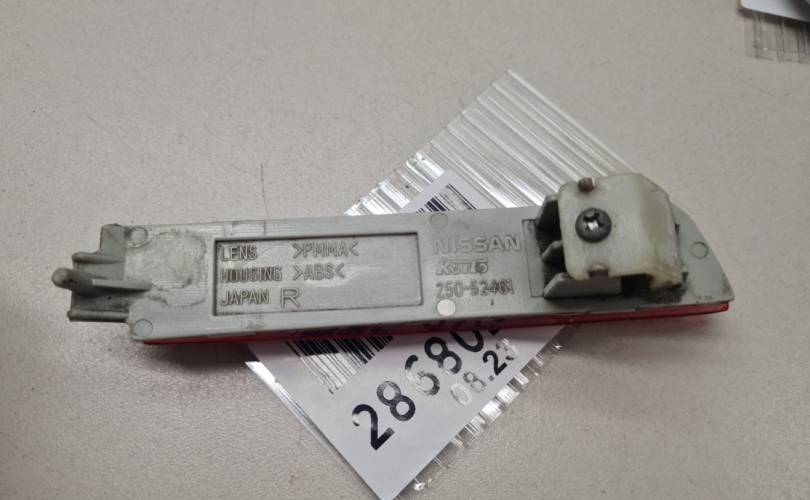 LENS >PMMA<
HOUSING >ABS<
JAPAN R
NISSAN
KOITO
250-52461
28680
08.23